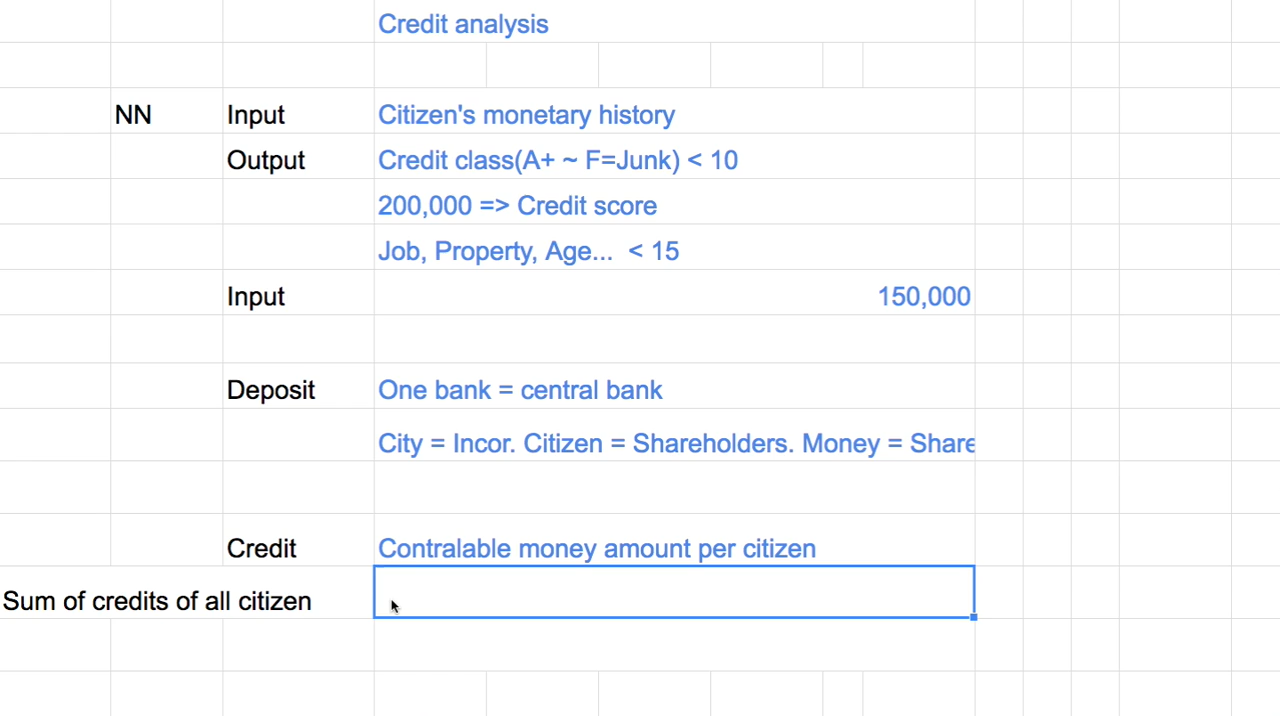 Credit analysis
NN Input Citizen's monetary history
Output Credit class(A+ ~ F=Junk) < 10
200,000 => Credit score
Job, Property, Age... < 15
Input 150,000
Deposit One bank = central bank
City = Incor. Citizen = Shareholders. Money = Share
Credit Contralable money amount per citizen
Sum of credits of all citizen